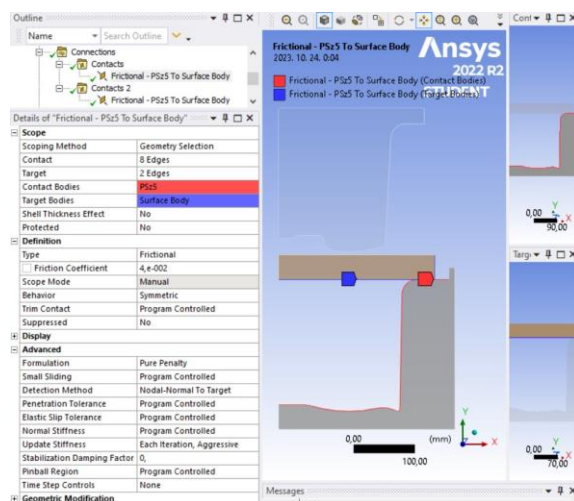 Outline
Name
Search Outline
Connections
Contacts
Frictional - PSz5 To Surface Body
Contacts 2
Frictional - PSz5 To Surface Body
Details of "Frictional - PSz5 To Surface Body"
Scope
Scoping Method Geometry Selection
Contact 8 Edges
Target 2 Edges
Contact Bodies PSz5
Target Bodies Surface Body
Shell Thickness Effect No
Protected No
Definition
Type Frictional
Friction Coefficient 4,e-002
Scope Mode Manual
Behavior Symmetric
Trim Contact Program Controlled
Suppressed No
Display
Advanced
Formulation Pure Penalty
Small Sliding Program Controlled
Detection Method Nodal-Normal To Target
Penetration Tolerance Program Controlled
Elastic Slip Tolerance Program Controlled
Normal Stiffness Program Controlled
Update Stiffness Each Iteration, Aggressive
Stabilization Damping Factor 0,
Pinball Region Program Controlled
Time Step Controls None
Geometric Modification
Frictional - PSz5 To Surface Body
2023. 10. 24. 0:04
Frictional - PSz5 To Surface Body (Contact Bodies)
Frictional - PSz5 To Surface Body (Target Bodies)
Ansys
2022 R2
STUDENT
0,00
100,00
(mm)
Y
X
Messages
Cont
0,00
90,00
Y
X
Targ
0,00
70,00
Y
X